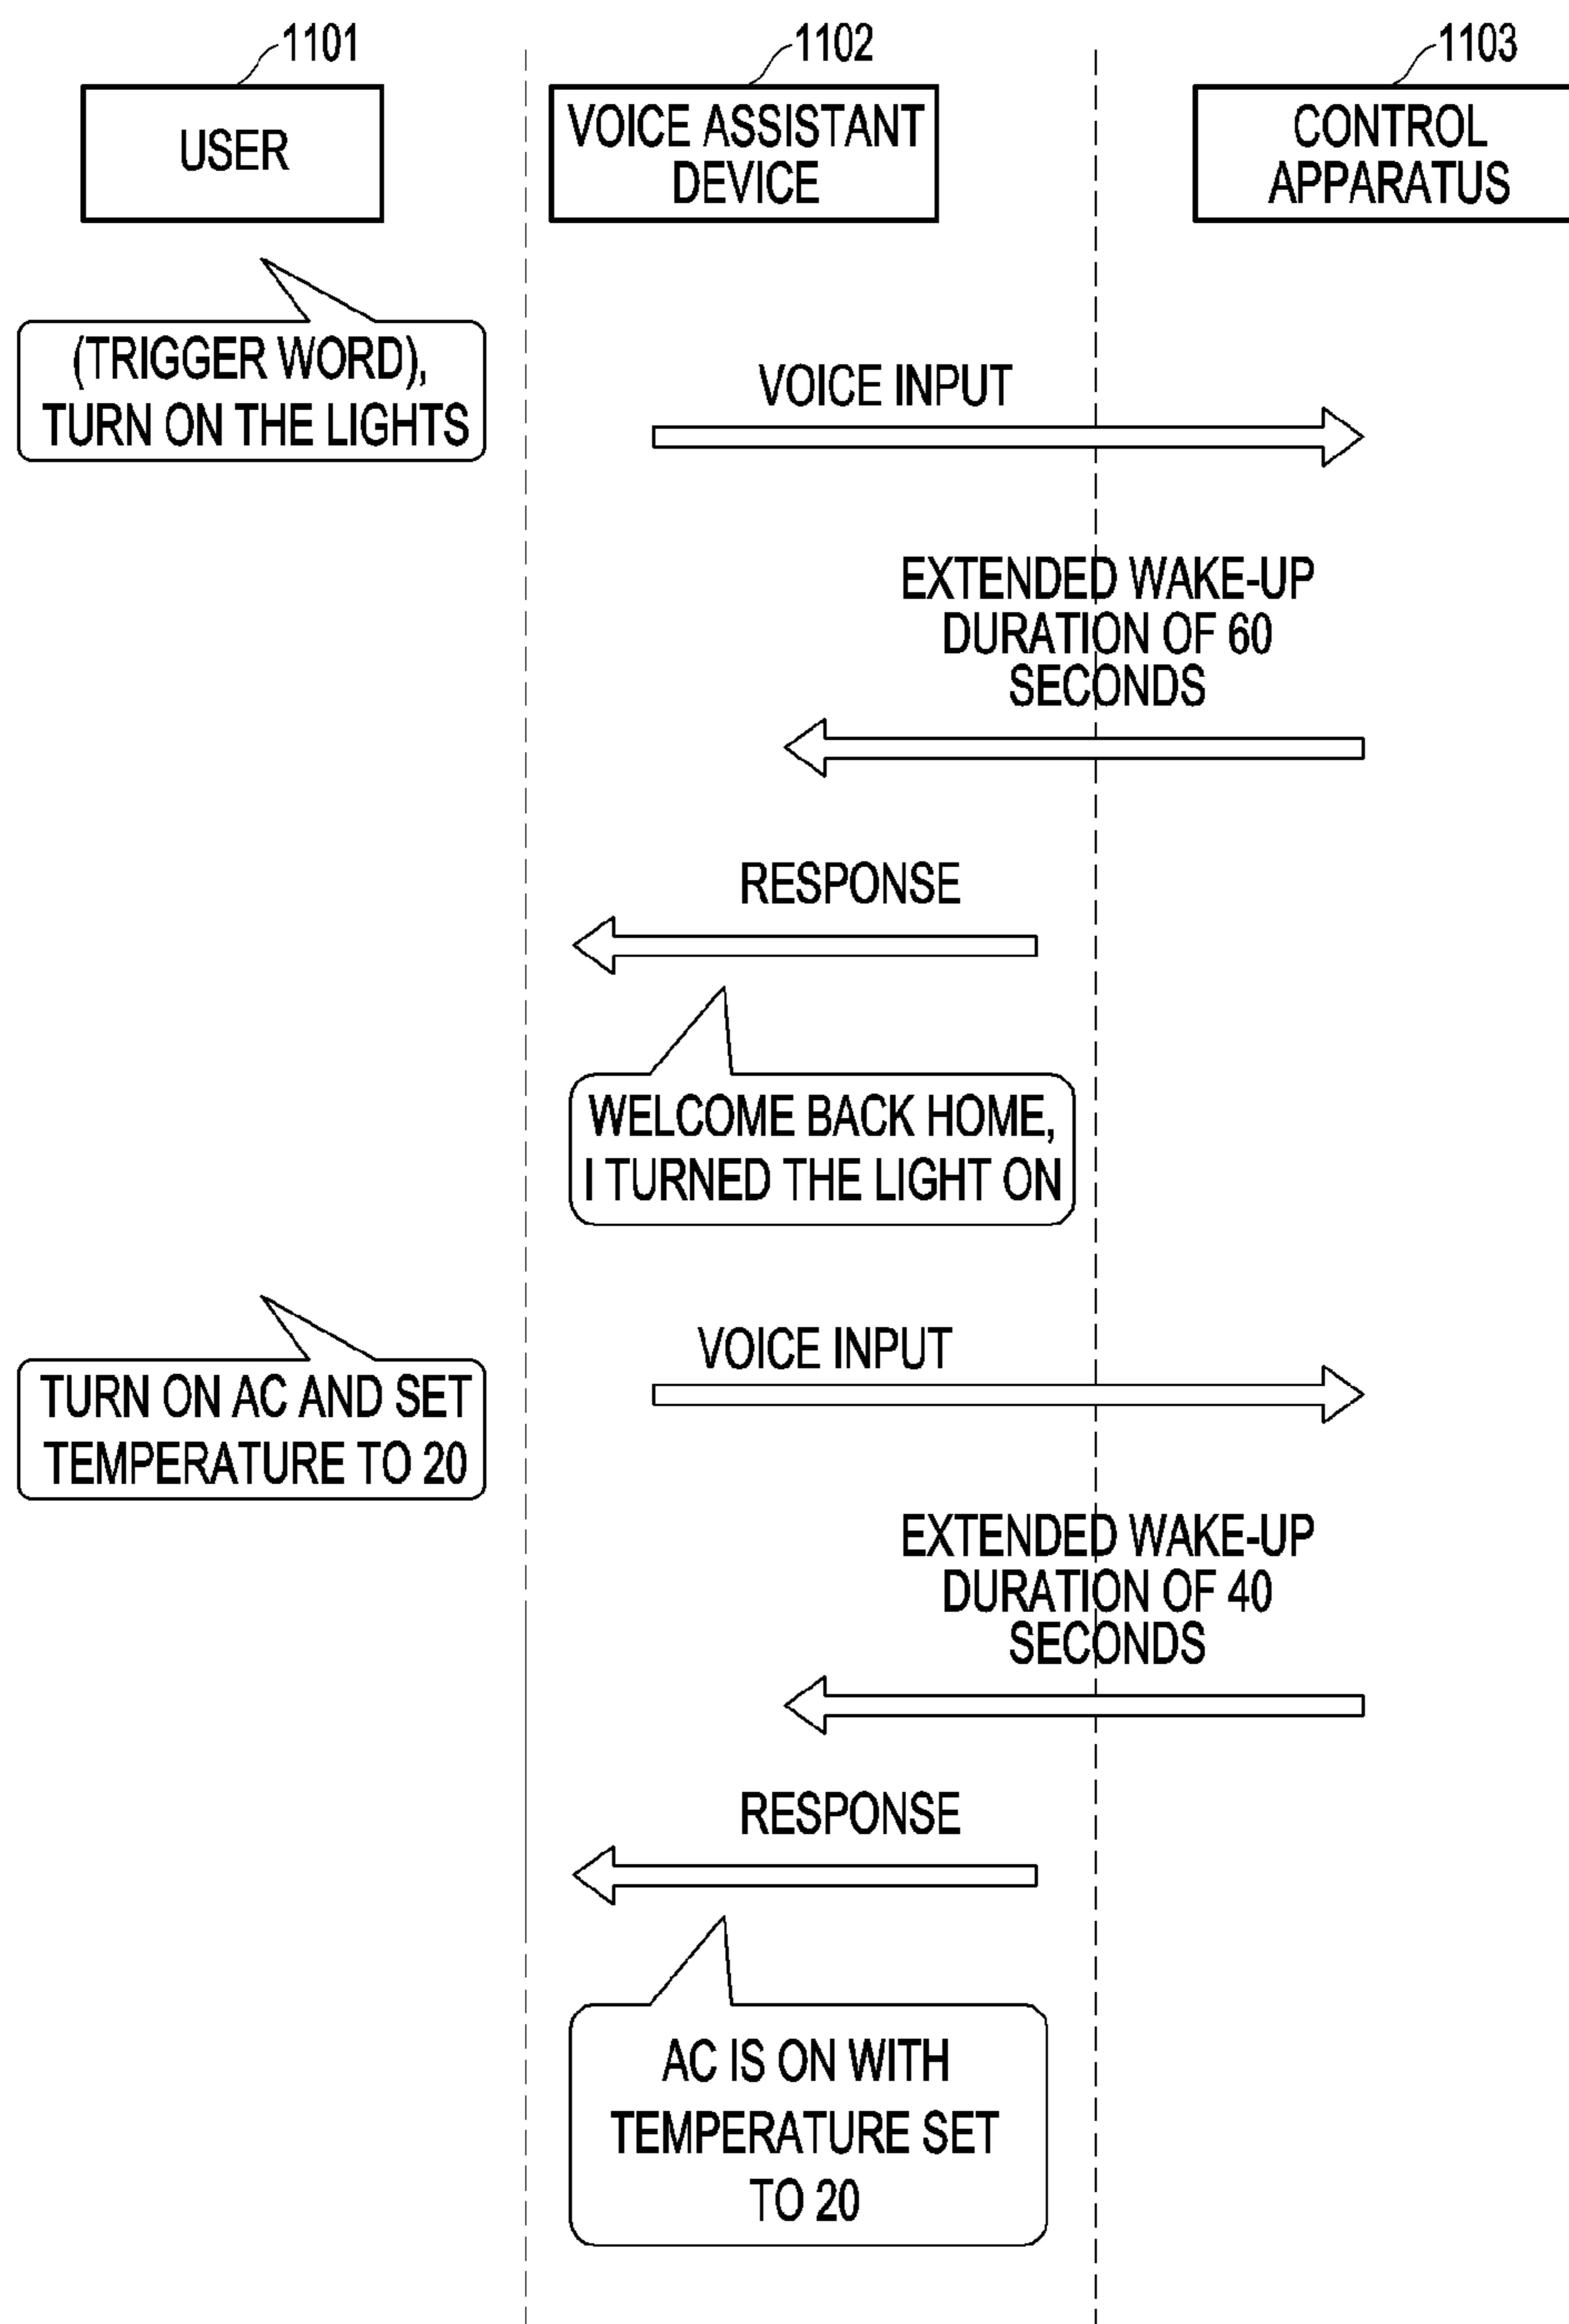 1101
1102
1103
USER
VOICE ASSISTANT
DEVICE
CONTROL
APPARATUS
(TRIGGER WORD),
TURN ON THE LIGHTS
VOICE INPUT
EXTENDED WAKE-UP
DURATION OF 60
SECONDS
RESPONSE
WELCOME BACK HOME,
I TURNED THE LIGHT ON
TURN ON AC AND SET
TEMPERATURE TO 20
VOICE INPUT
EXTENDED WAKE-UP
DURATION OF 40
SECONDS
RESPONSE
AC IS ON WITH
TEMPERATURE SET
TO 20